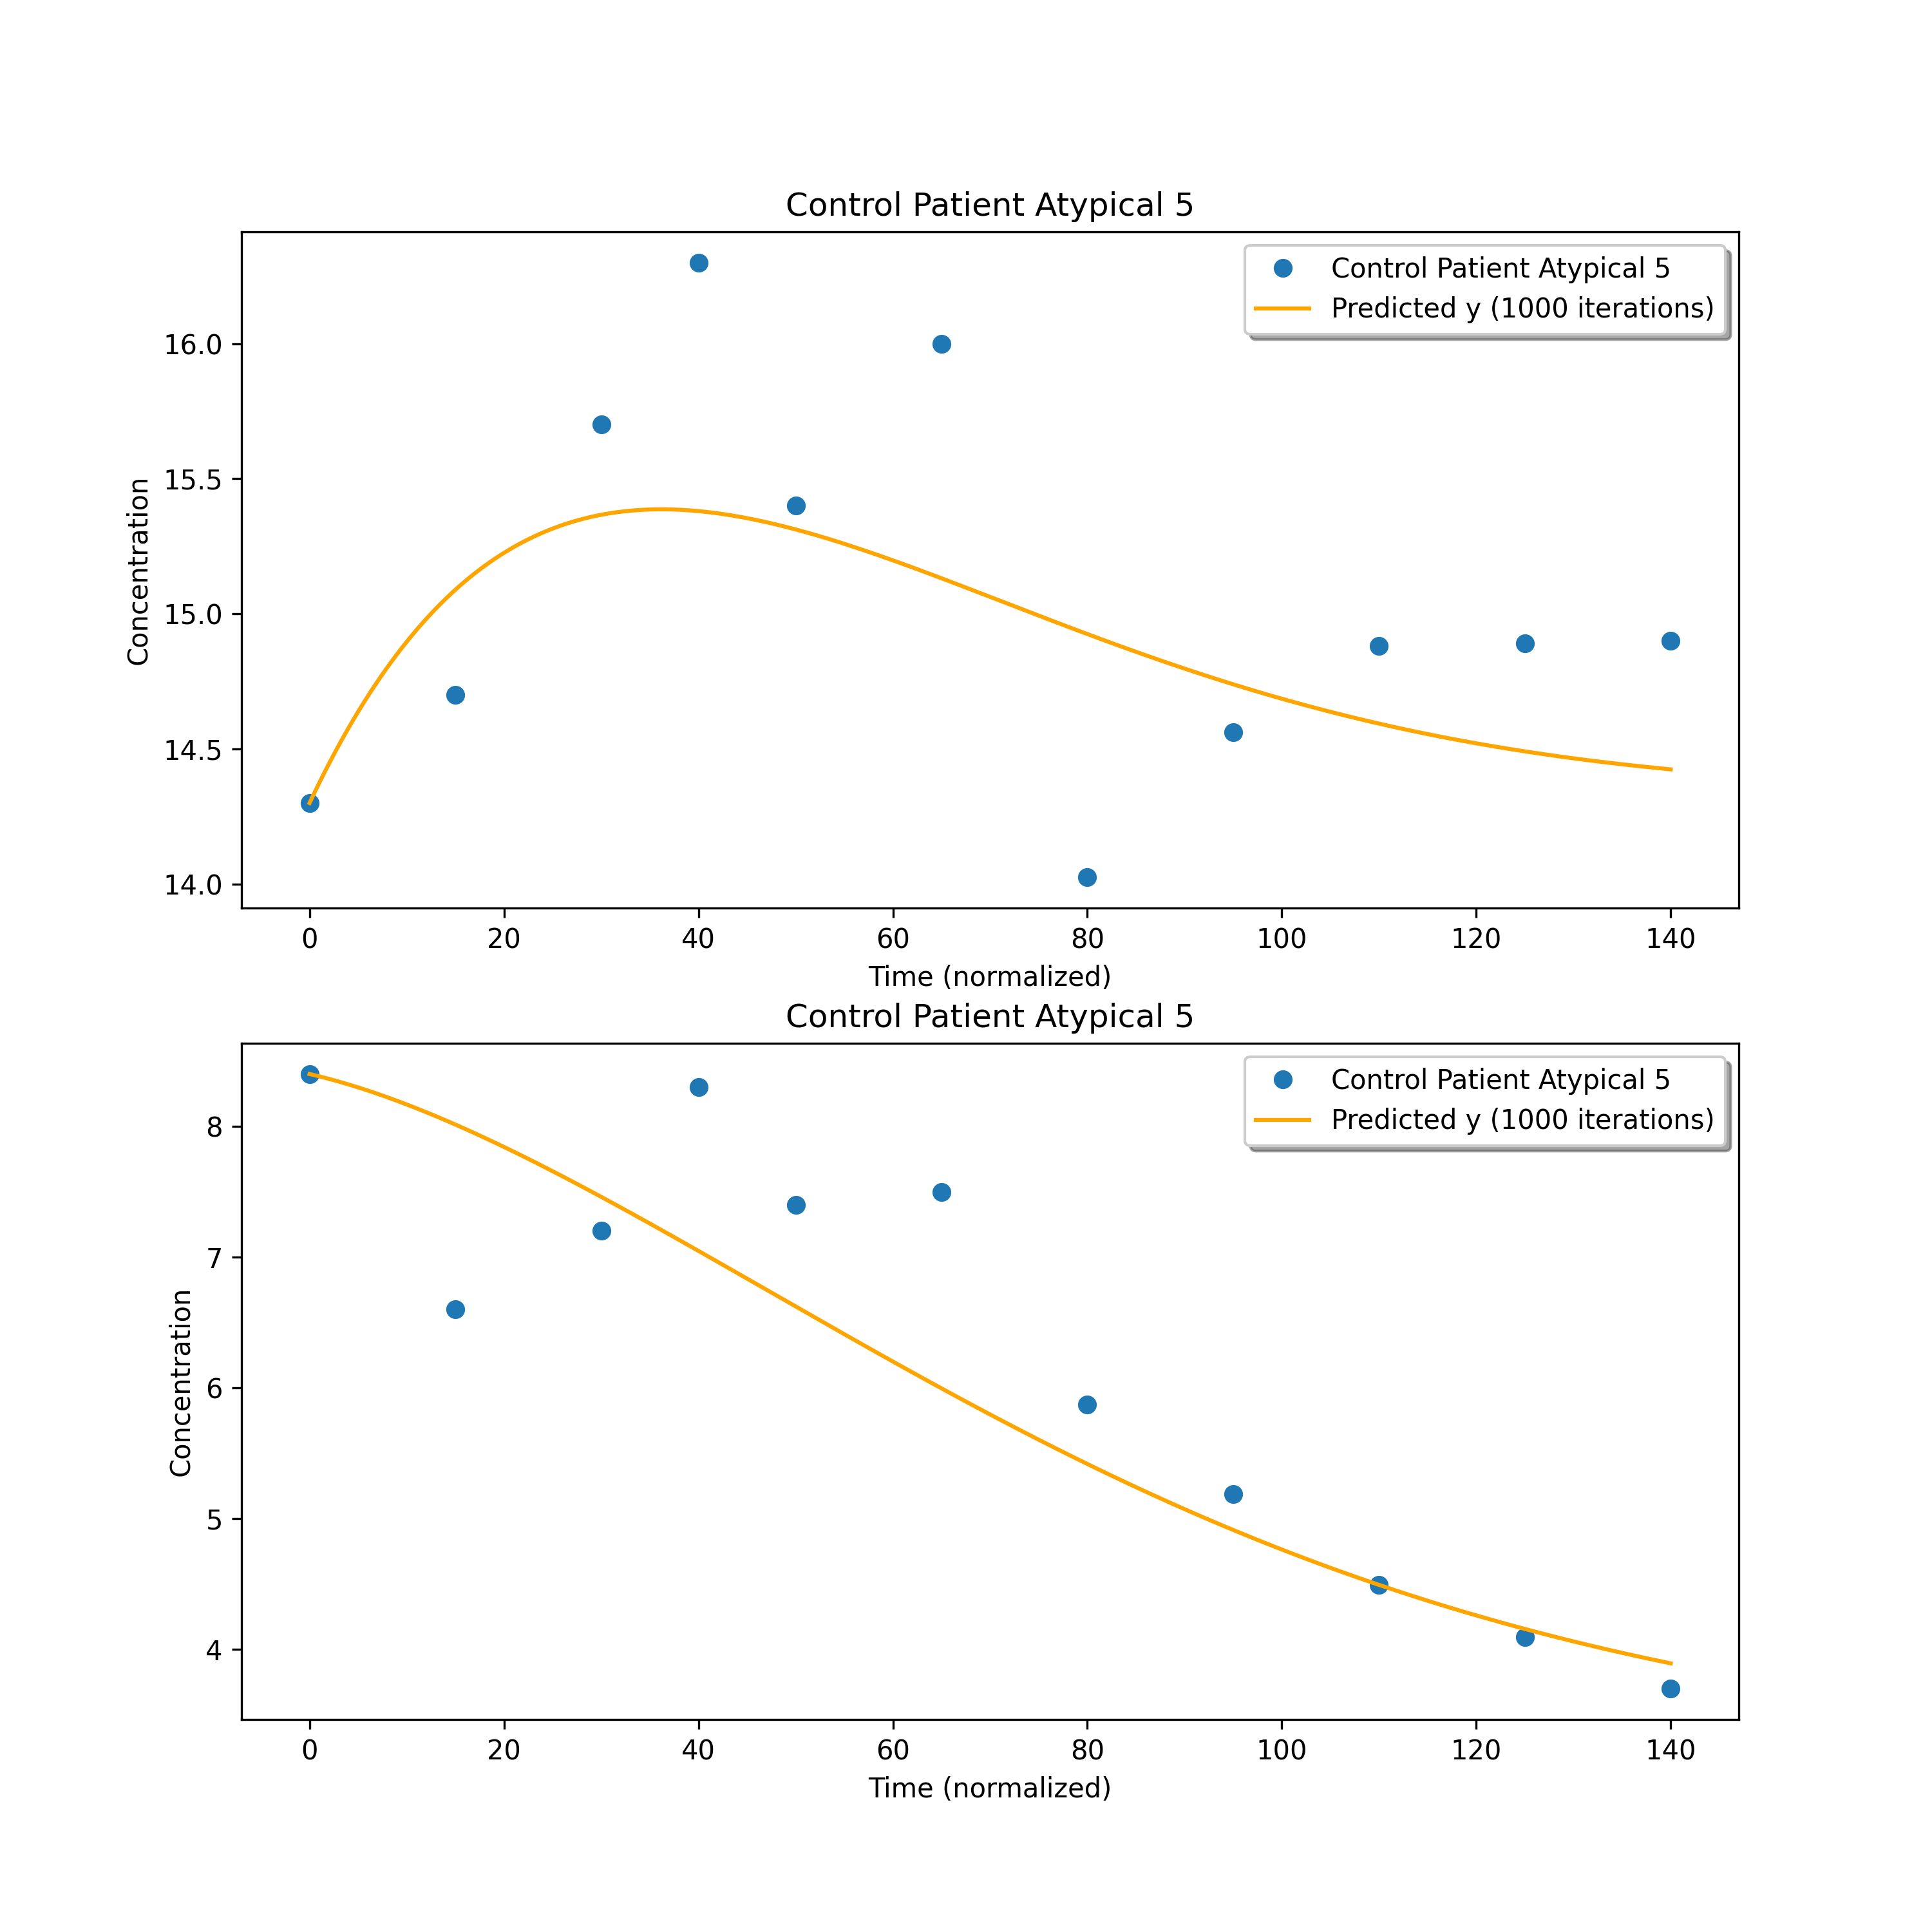 Control Patient Atypical 5
Control Patient Atypical 5
Predicted y (1000 iterations)
Concentration
16.0
15.5
15.0
14.5
14.0
0 20 40 60 80 100 120 140
Time (normalized)
Control Patient Atypical 5
Control Patient Atypical 5
Predicted y (1000 iterations)
Concentration
8
7
6
5
4
0 20 40 60 80 100 120 140
Time (normalized)